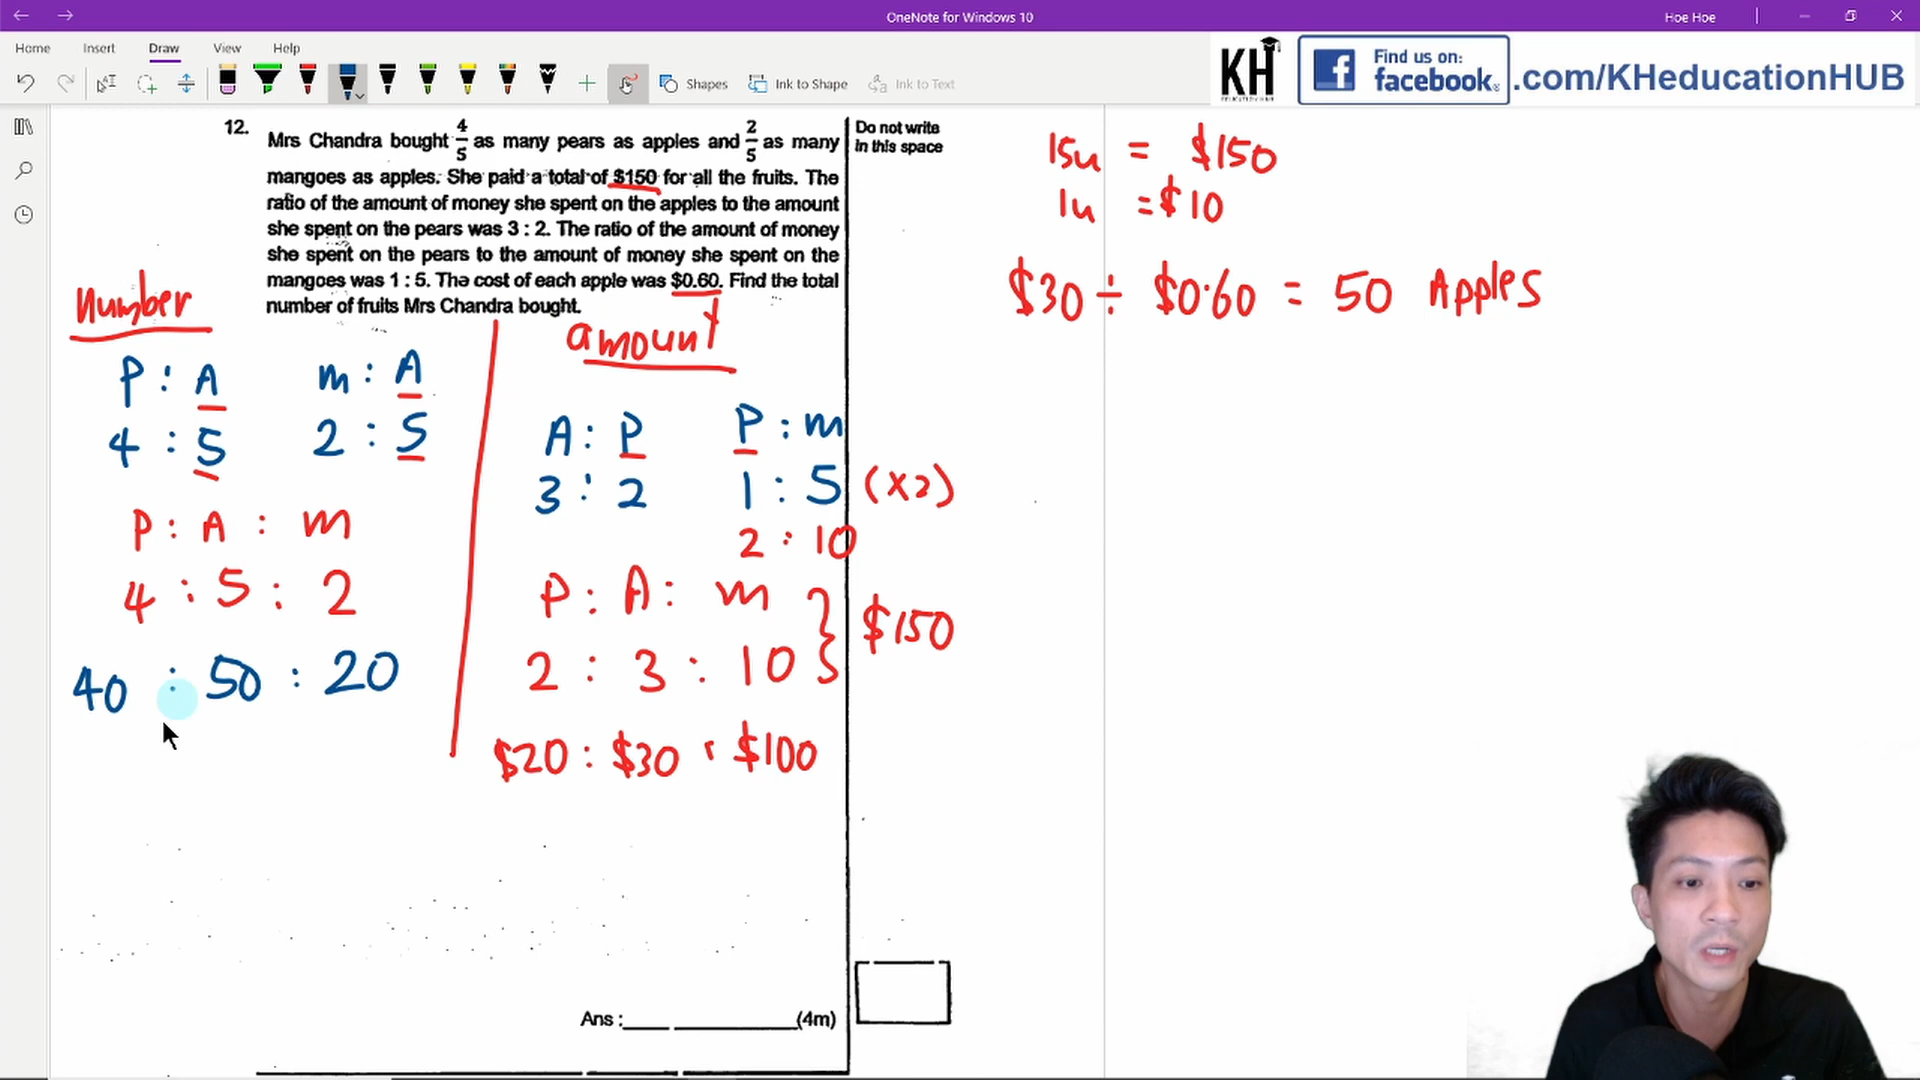 OneNote for Windows 10
Hoe Hoe
Home Insert Draw View Help
Shapes Ink to Shape Ink to Text
KH
EDUCATION HUB
Find us on:
facebook.com/KHeducationHUB
12. Mrs Chandra bought 4/5 as many pears as apples and 2/5 as many
mangoes as apples. She paid a total of $150 for all the fruits. The
ratio of the amount of money she spent on the apples to the amount
she spent on the pears was 3 : 2. The ratio of the amount of money
she spent on the pears to the amount of money she spent on the
mangoes was 1 : 5. The cost of each apple was $0.60. Find the total
number of fruits Mrs Chandra bought.
Do not write
in this space
number
P : A m : A
4 : 5 2 : 5
P : A : m
4 : 5 : 2
40 : 50 : 20
amount
A : P P : m
3 : 2 1 : 5 (x2)
2 : 10
P : A : m
2 : 3 : 10 } $150
$20 : $30 : $100
15u = $150
1u = $10
$30 ÷ $0.60 = 50 Apples
Ans : (4m)